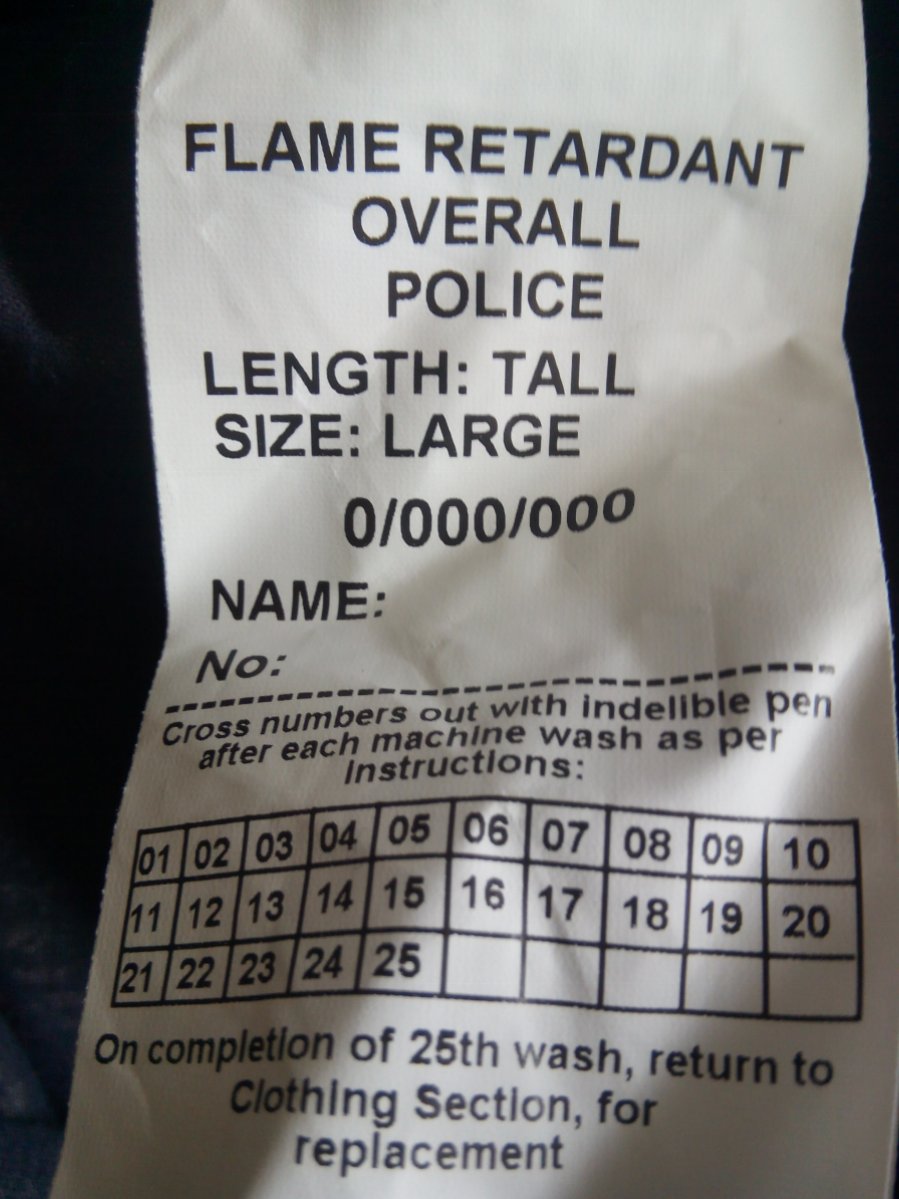 FLAME RETARDANT
OVERALL
POLICE
LENGTH: TALL
SIZE: LARGE
0/000/000
NAME:
No:
Cross numbers out with indelible pen
after each machine wash as per
instructions:
01 02 03 04 05 06 07 08 09 10
11 12 13 14 15 16 17 18 19 20
21 22 23 24 25
On completion of 25th wash, return to
Clothing Section, for
replacement